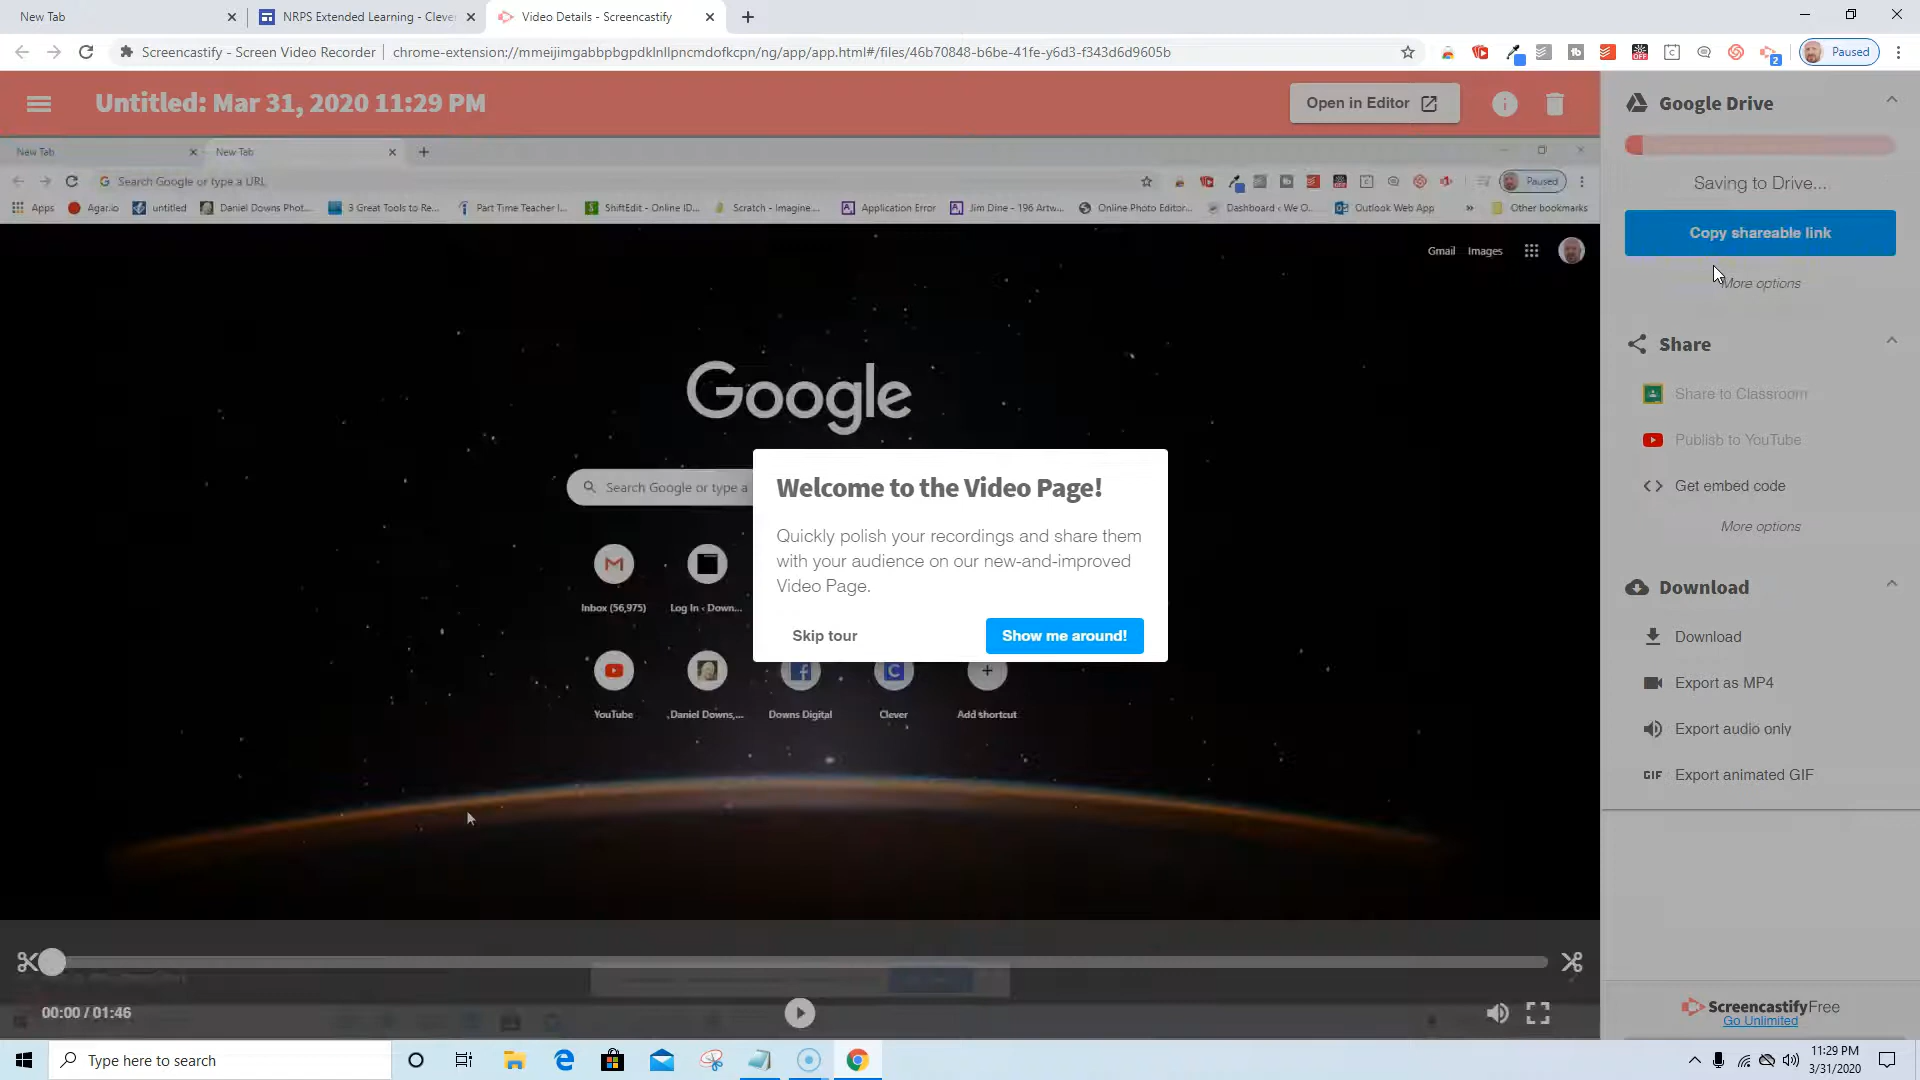 New Tab
NRPS Extended Learning - Clever
Video Details - Screencastify
Screencastify - Screen Video Recorder
chrome-extension://mmeijimgabbpbgpdklnllpncmdofkcpn/ng/app/app.html#/files/46b70848-b6be-41fe-y6d3-f343d6d9605b
OFF
2
Paused
Untitled: Mar 31, 2020 11:29 PM
Open in Editor
New Tab
New Tab
Search Google or type a URL
Paused
Apps
Agar.io
untitled
Daniel Downs Phot...
3 Great Tools to Re...
Part Time Teacher I...
ShiftEdit - Online ID...
Scratch - Imagine...
Application Error
Jim Dine - 196 Artw...
Online Photo Editor...
Dashboard ‹ We O...
Outlook Web App
»
Other bookmarks
Gmail
Images
Google
Search Google or type a
Inbox (56,975)
Log In ‹ Down...
YouTube
,Daniel Downs,...
Downs Digital
Clever
Add shortcut
Welcome to the Video Page!
Quickly polish your recordings and share them
with your audience on our new-and-improved
Video Page.
Skip tour
Show me around!
00:00 / 01:46
Google Drive
Saving to Drive...
Copy shareable link
More options
Share
Share to Classroom
Publish to YouTube
Get embed code
More options
Download
Download
Export as MP4
Export audio only
GIF Export animated GIF
ScreencastifyFree
Go Unlimited
Type here to search
11:29 PM
3/31/2020